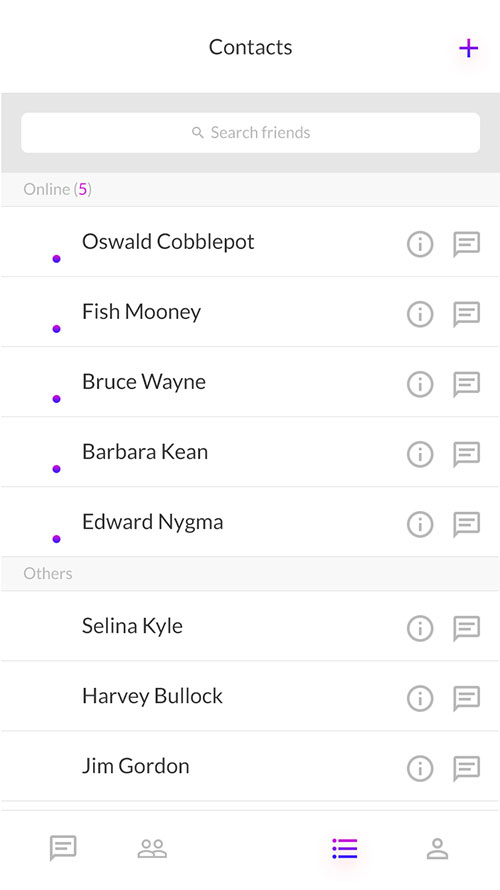 Contacts
Search friends
Online (5)
Oswald Cobblepot
Fish Mooney
Bruce Wayne
Barbara Kean
Edward Nygma
Others
Selina Kyle
Harvey Bullock
Jim Gordon